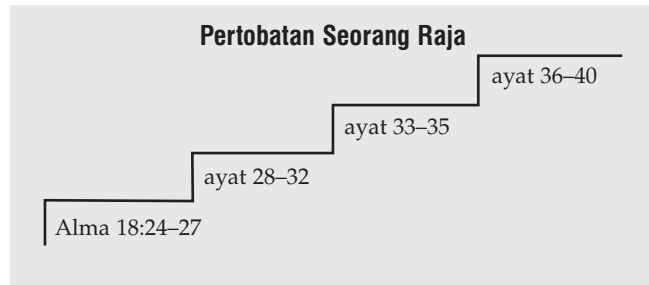 Pertobatan Seorang Raja
ayat 36–40
ayat 33–35
ayat 28–32
Alma 18:24–27